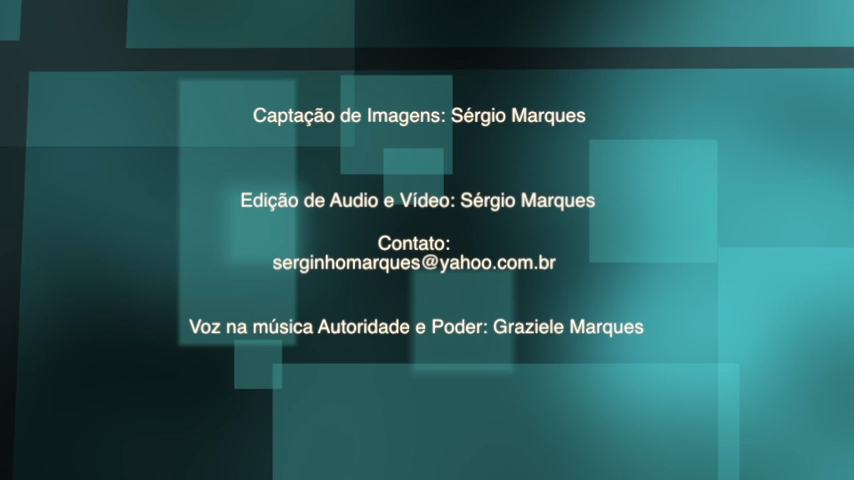 Captação de Imagens: Sérgio Marques
Edição de Audio e Vídeo: Sérgio Marques
Contato:
serginhomarques@yahoo.com.br
Voz na música Autoridade e Poder: Graziele Marques